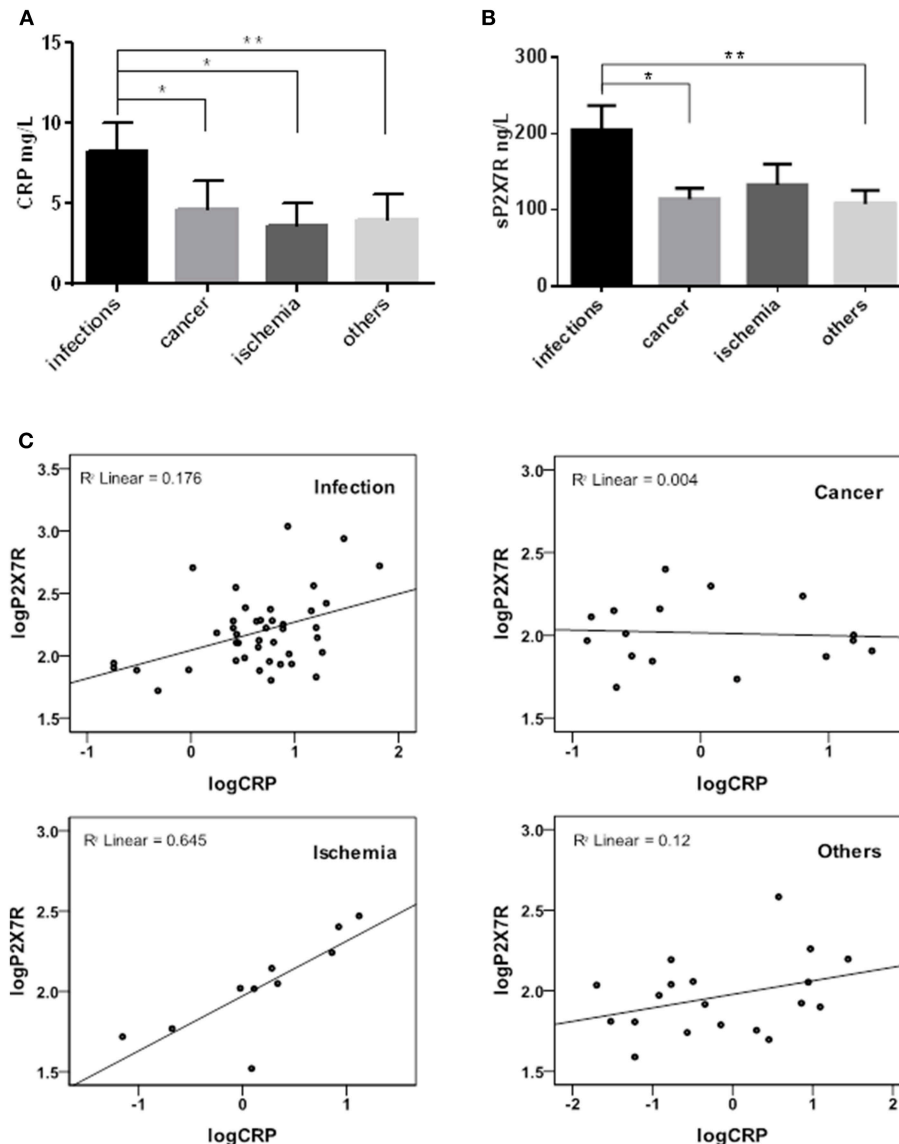 A
CRP mg/L
15
10
5
0
**
*
*
infections
cancer
ischemia
others
B
sP2X7R ng/L
300
200
100
0
**
*
infections
cancer
ischemia
others
C
R² Linear = 0.176
Infection
logP2X7R
3.5
3.0
2.5
2.0
1.5
-1 0 1 2
logCRP
R² Linear = 0.004
Cancer
logP2X7R
3.0
2.5
2.0
1.5
-1 0 1
logCRP
R² Linear = 0.645
Ischemia
logP2X7R
3.0
2.5
2.0
1.5
-1 0 1
logCRP
R² Linear = 0.12
Others
logP2X7R
3.0
2.5
2.0
1.5
-2 -1 0 1 2
logCRP